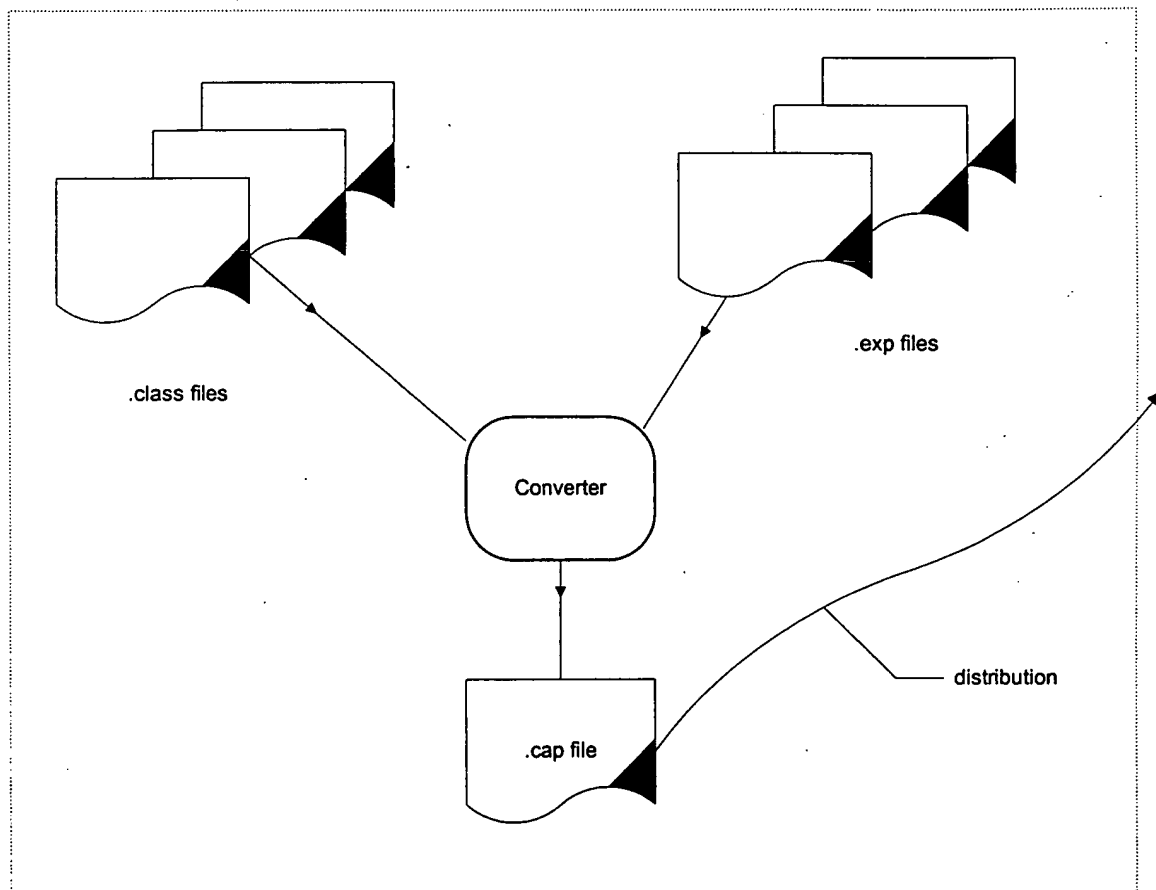 .class files
.exp files
Converter
distribution
.cap file